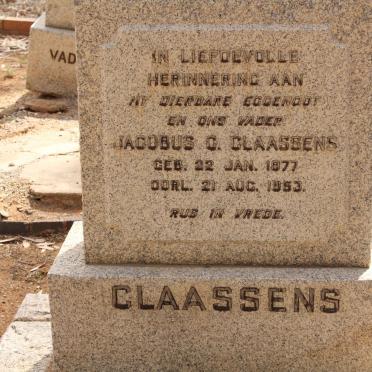 IN LIEFDEVOLLE
HERINNERING AAN
MY DIERBARE EGGENOOT
EN ONS VADER
JACOBUS C. CLAASSENS
GEB. 22 JAN. 1877
OORL. 21 AUG. 1953.
RUS IN VREDE.
CLAASSENS
VAD